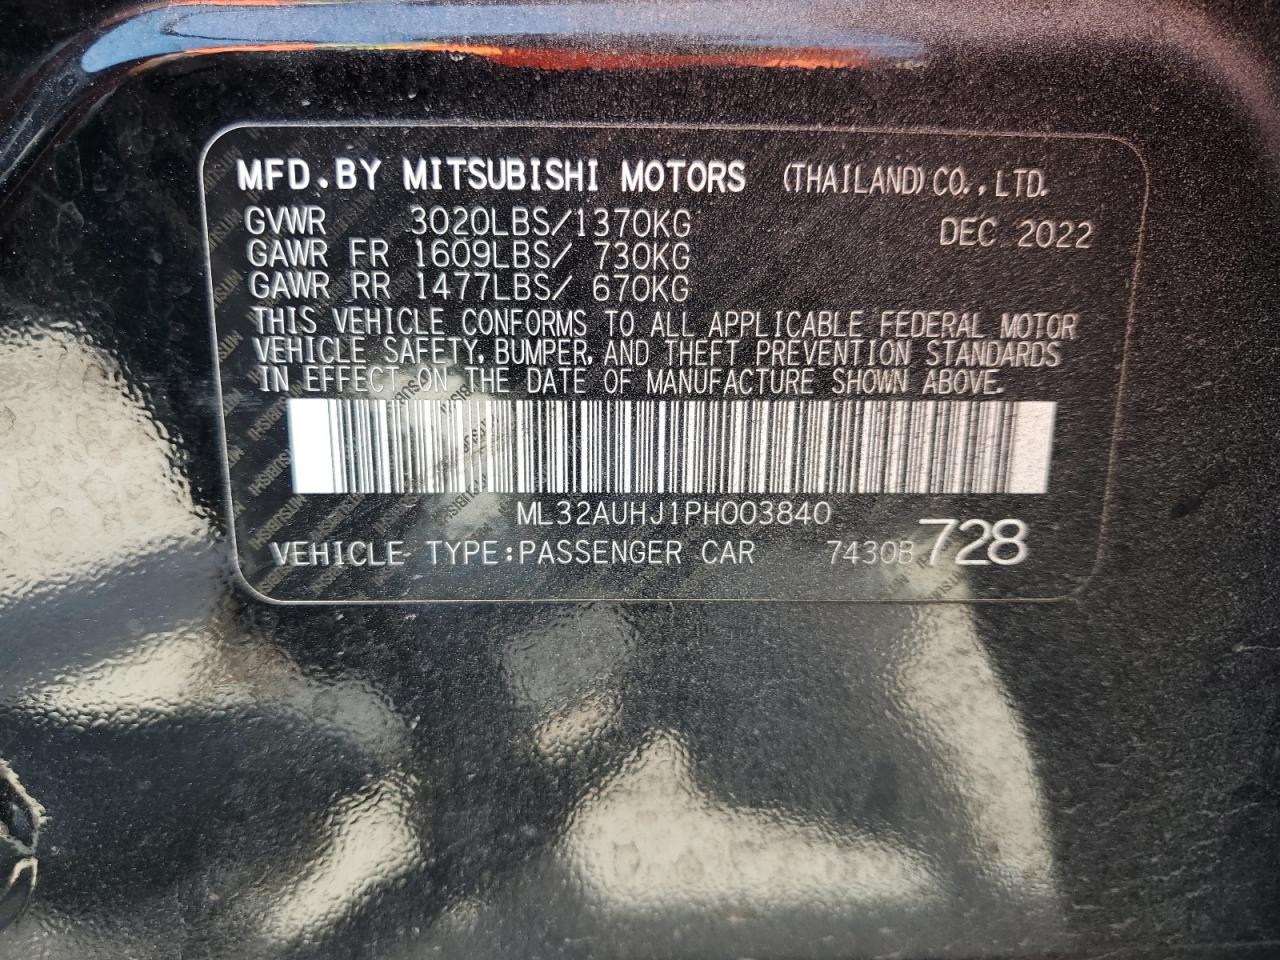 MFD.BY MITSUBISHI MOTORS (THAILAND) CO.,LTD.
GVWR 3020LBS/1370KG DEC 2022
GAWR FR 1609LBS/ 730KG
GAWR RR 1477LBS/ 670KG
THIS VEHICLE CONFORMS TO ALL APPLICABLE FEDERAL MOTOR
VEHICLE SAFETY, BUMPER, AND THEFT PREVENTION STANDARDS
IN EFFECT ON THE DATE OF MANUFACTURE SHOWN ABOVE.
ML32AUHJ1PH003840
VEHICLE TYPE:PASSENGER CAR 7430B 728